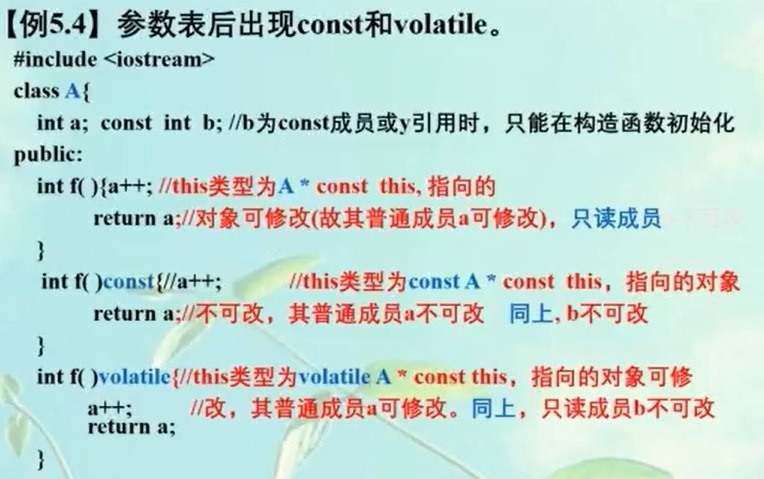 【例5.4】参数表后出现const和volatile。
#include <iostream>
class A{
int a; const int b; //b为const成员或y引用时，只能在构造函数初始化
public:
int f( ){a++; //this类型为A * const this, 指向的
return a;//对象可修改(故其普通成员a可修改)，只读成员
}
int f( )const{//a++; //this类型为const A * const this，指向的对象
return a;//不可改，其普通成员a不可改 同上, b不可改
}
int f( )volatile{//this类型为volatile A * const this，指向的对象可修
a++; //改，其普通成员a可修改。同上，只读成员b不可改
return a;
}